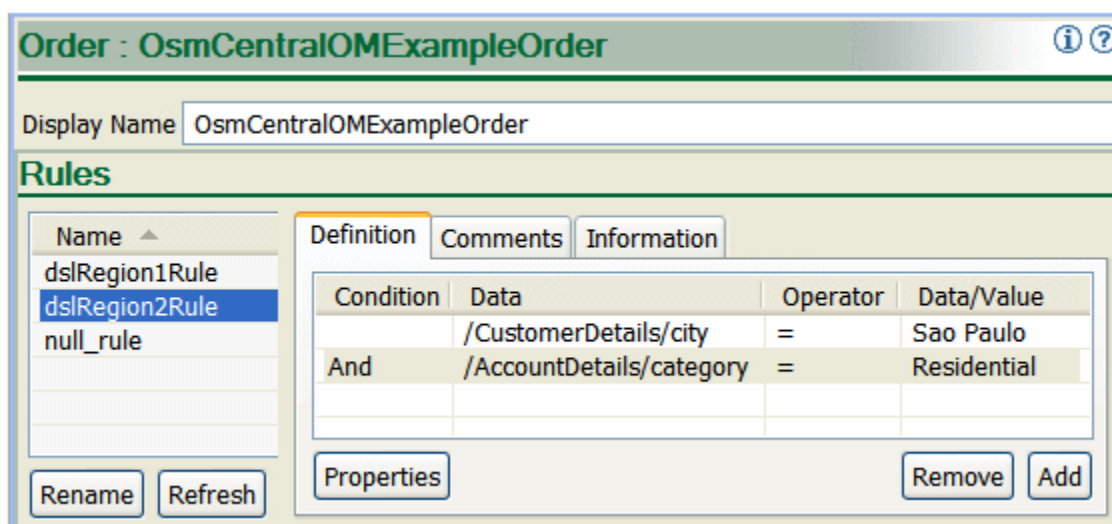 Order : OsmCentralOMExampleOrder
Display Name OsmCentralOMExampleOrder
Rules
Name
dslRegion1Rule
dslRegion2Rule
null_rule
Rename Refresh
Definition Comments Information
Condition Data Operator Data/Value
/CustomerDetails/city = Sao Paulo
And /AccountDetails/category = Residential
Properties Remove Add